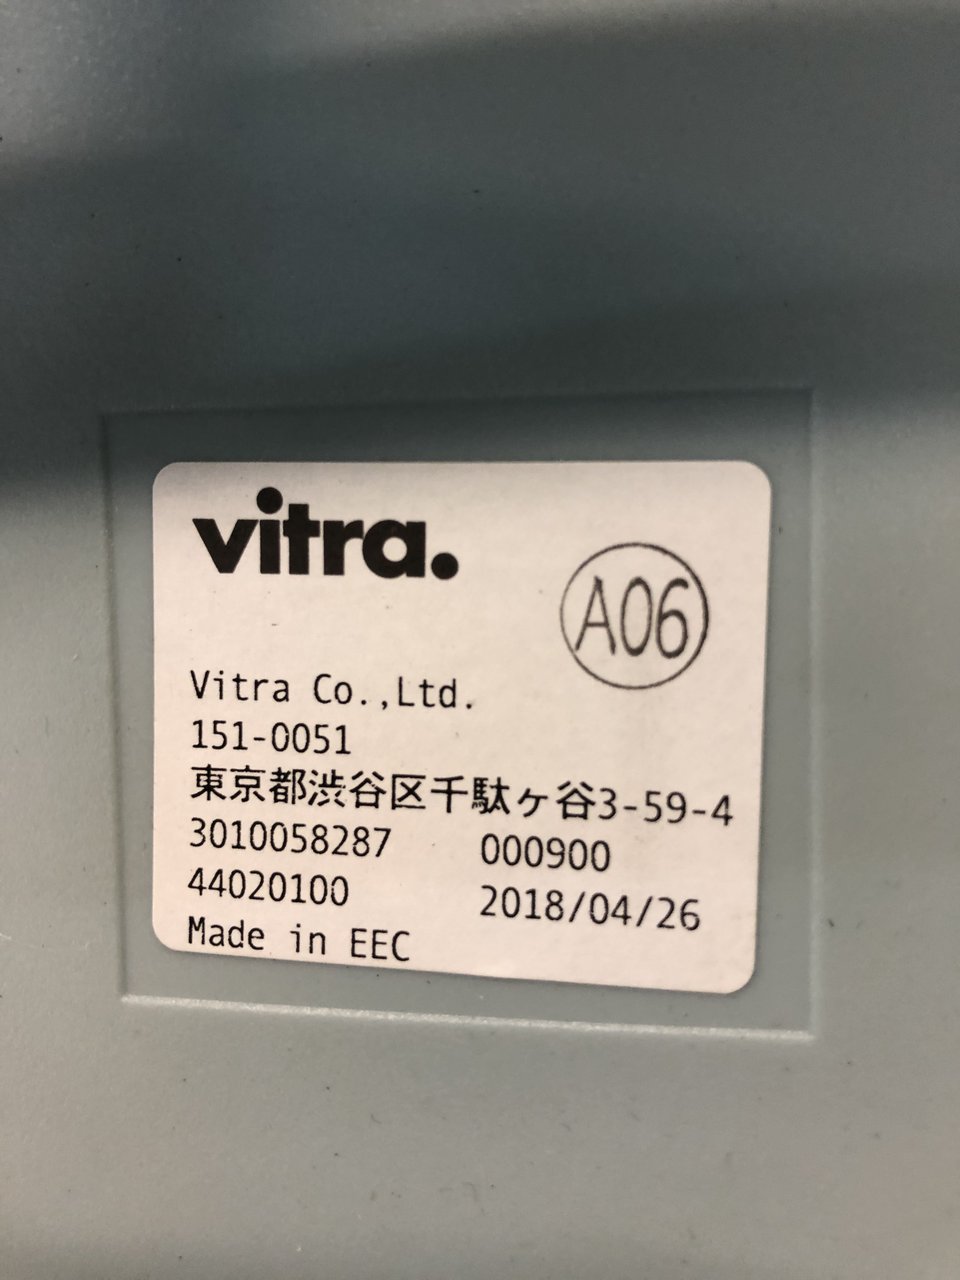 vitra.
A06
Vitra Co.,Ltd.
151-0051
東京都渋谷区千駄ヶ谷3-59-4
3010058287 000900
44020100 2018/04/26
Made in EEC